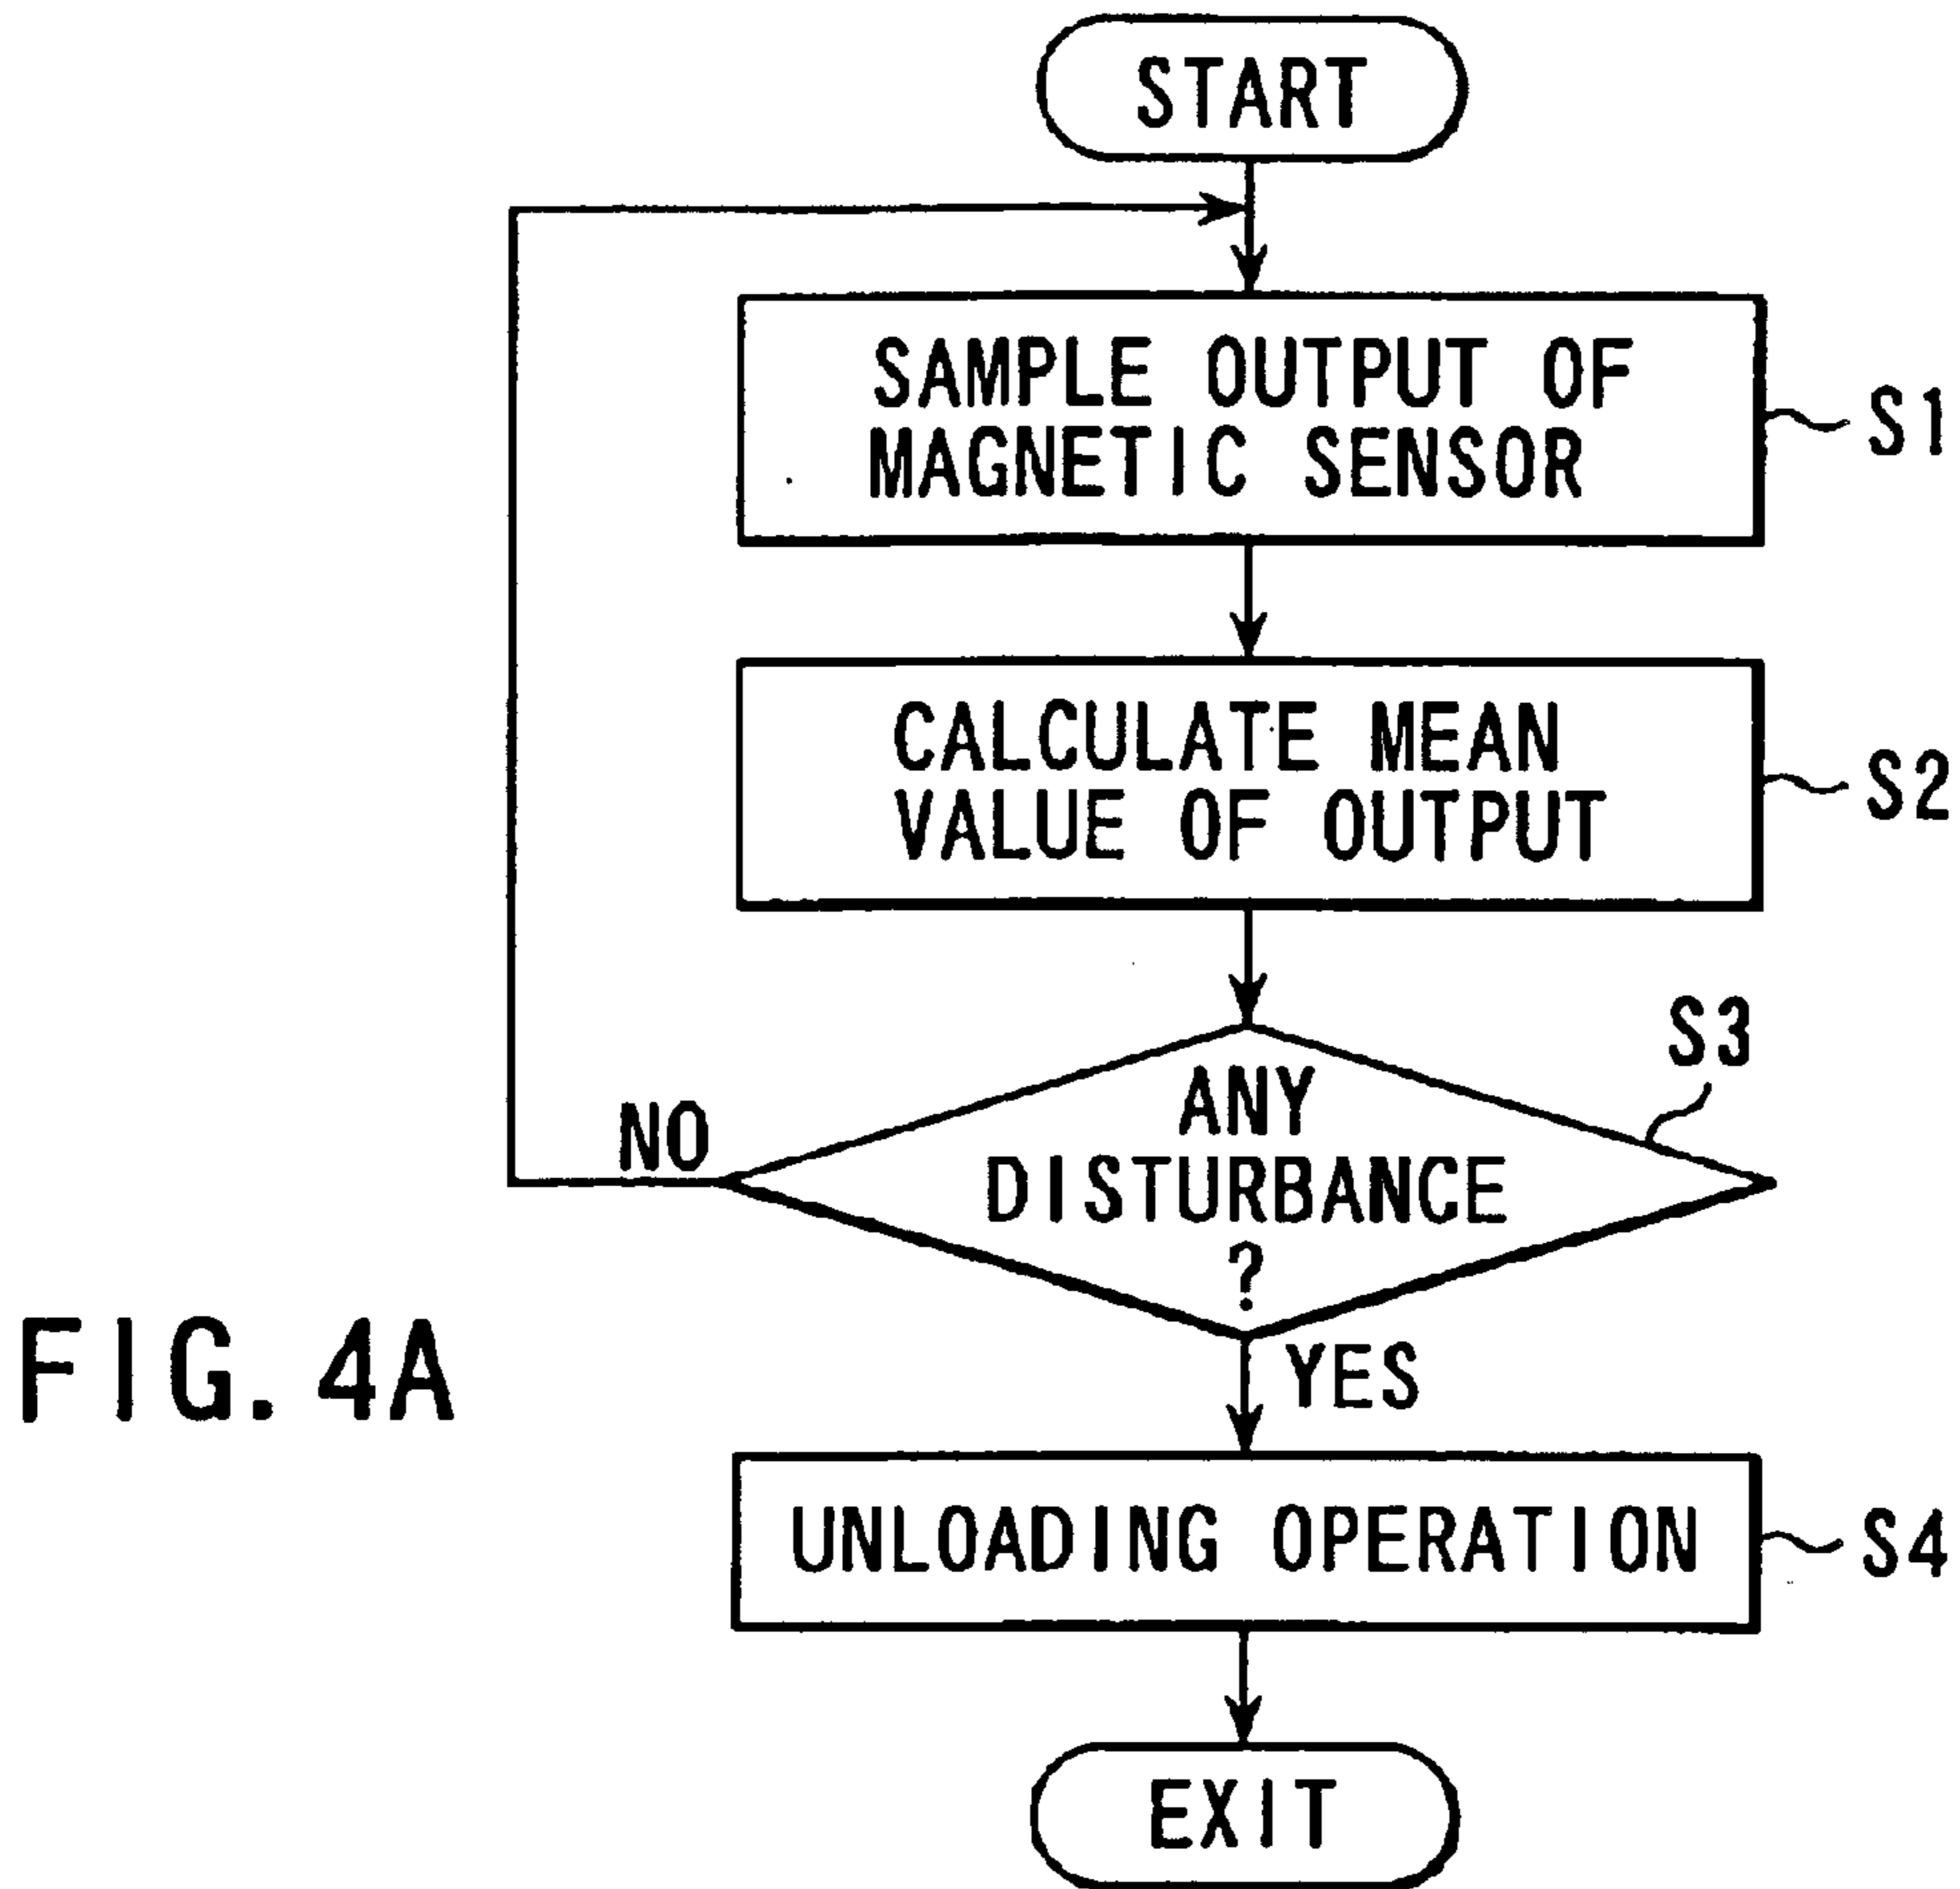 START
SAMPLE OUTPUT OF
MAGNETIC SENSOR
S1
CALCULATE MEAN
VALUE OF OUTPUT
S2
S3
ANY
DISTURBANCE
?
NO
YES
UNLOADING OPERATION
S4
EXIT
FIG. 4A